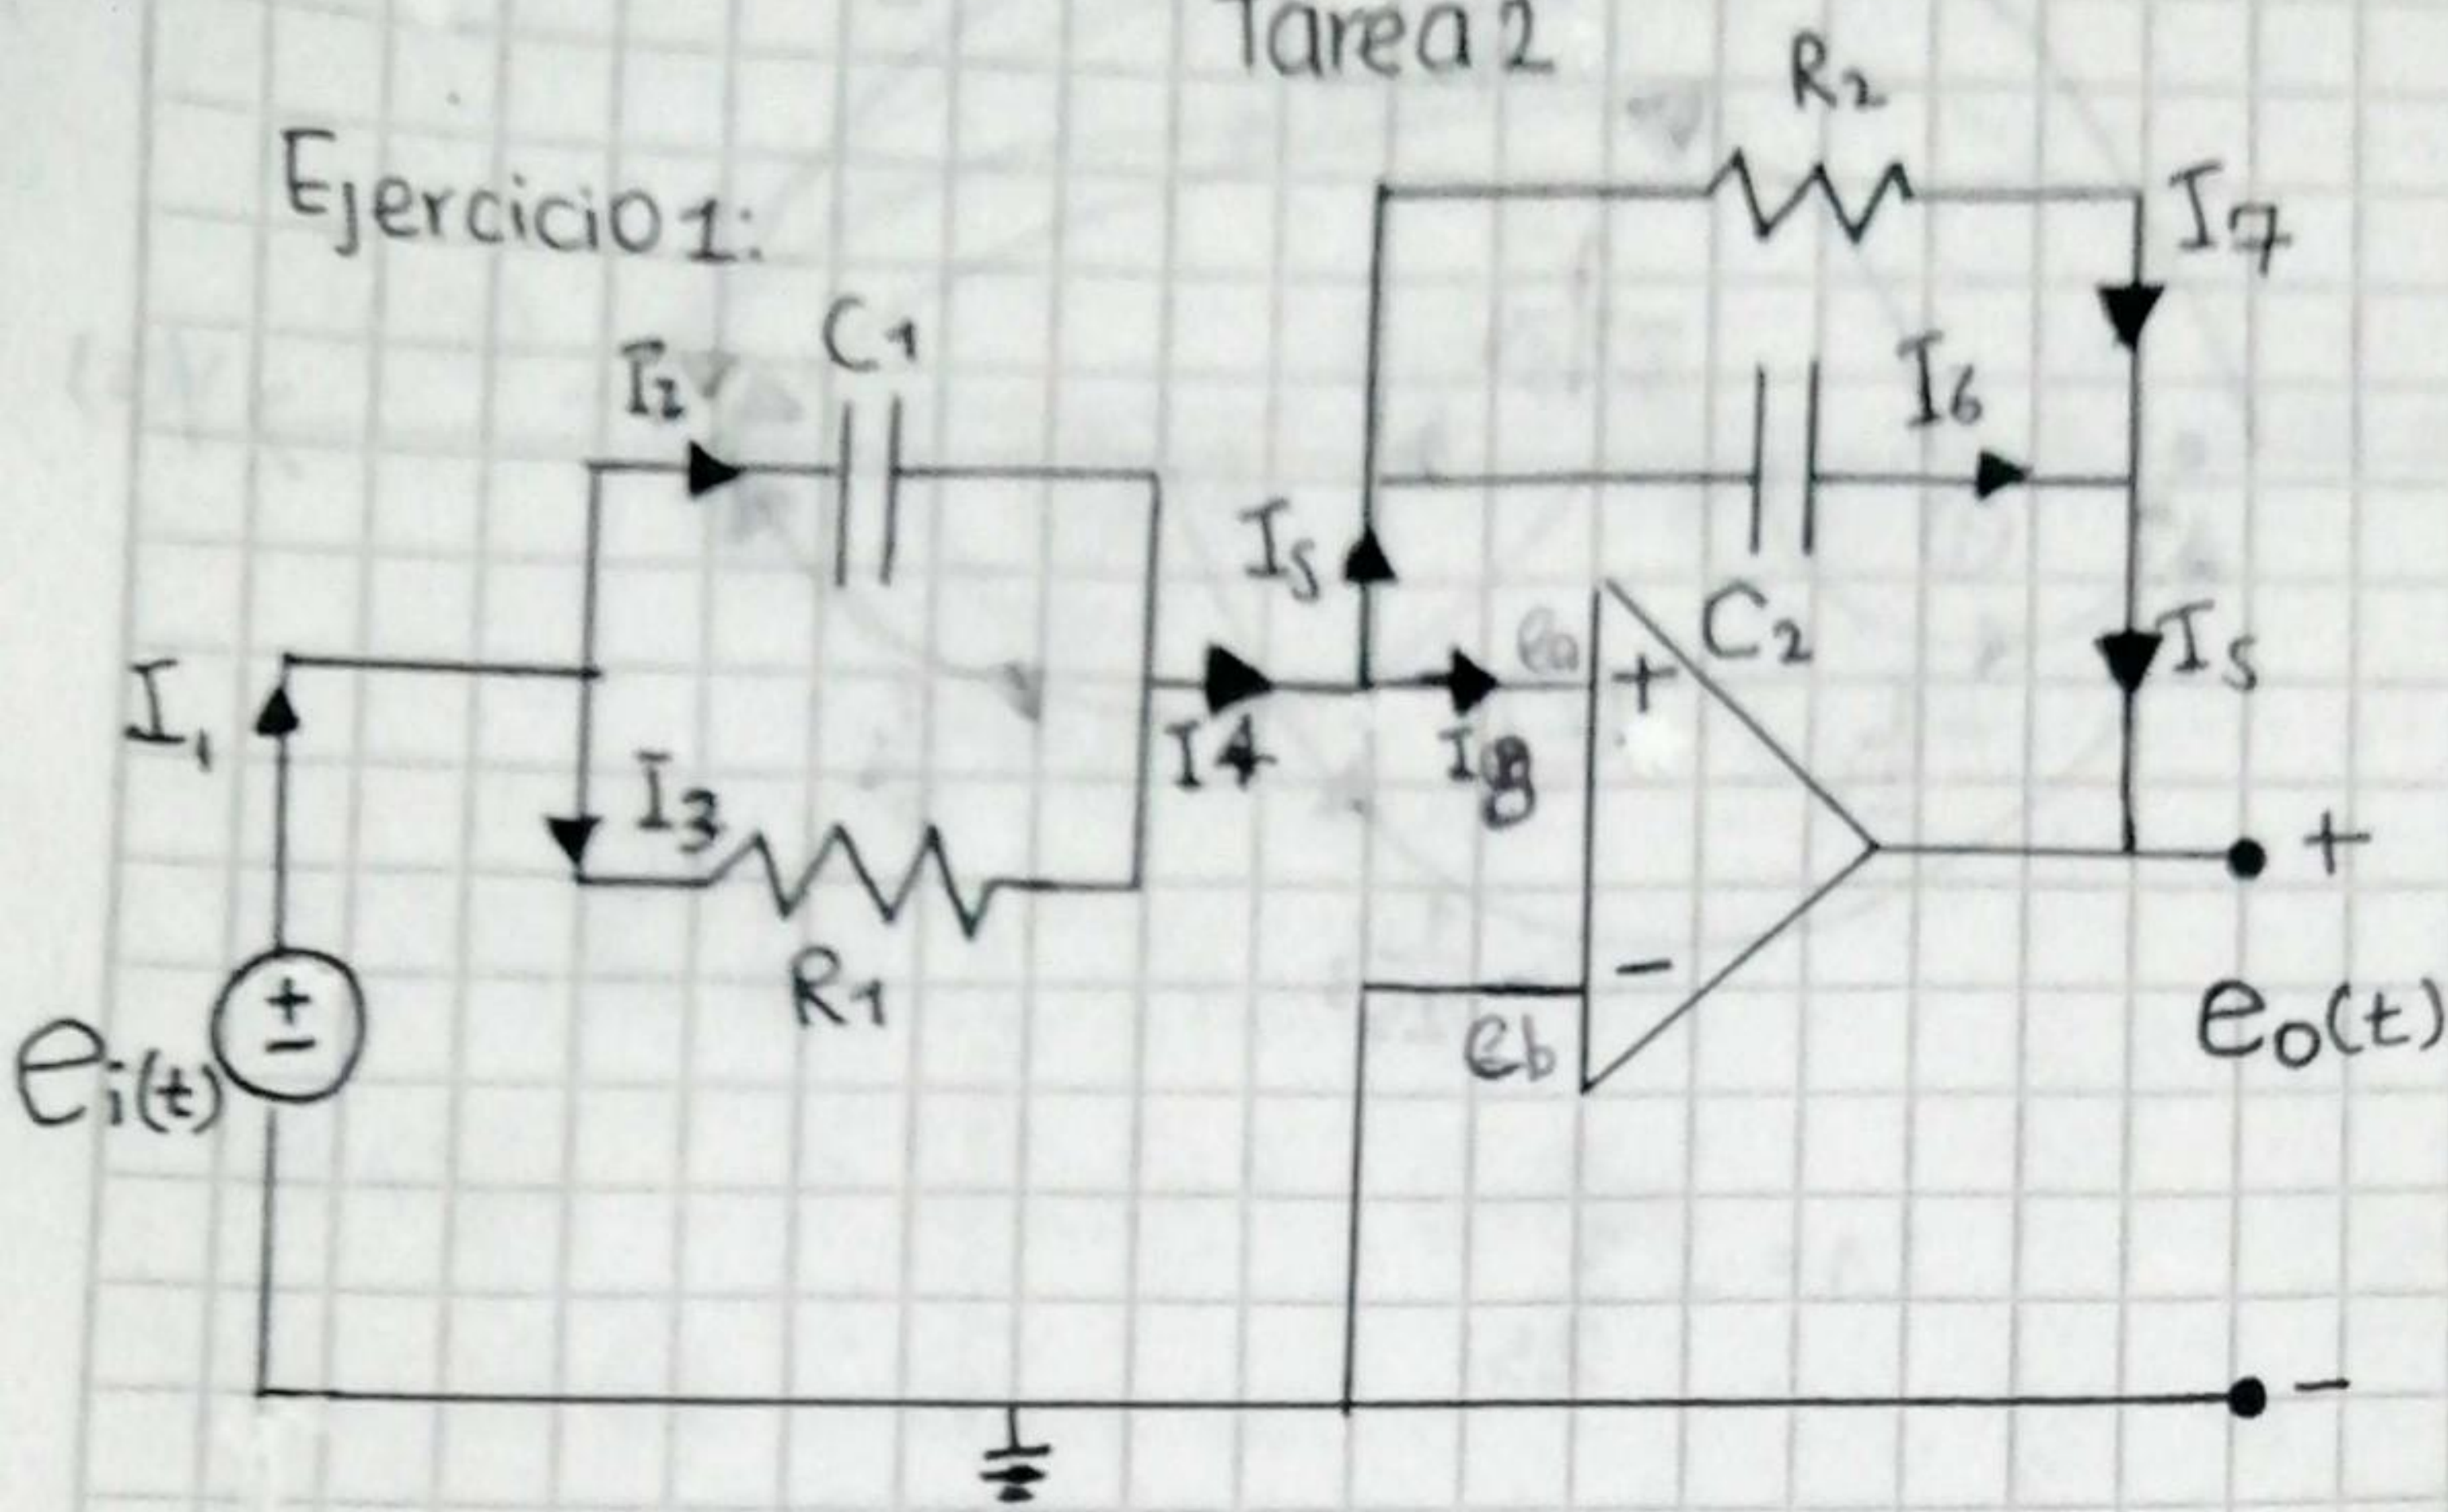 Tarea 2
R2
Ejercicio 1:
I7
C1
I2
I6
I5
ea
+
C2
I5
I1
I4
I8
I3
+
R1
+
-
-
eb
ei(t)
eo(t)
-